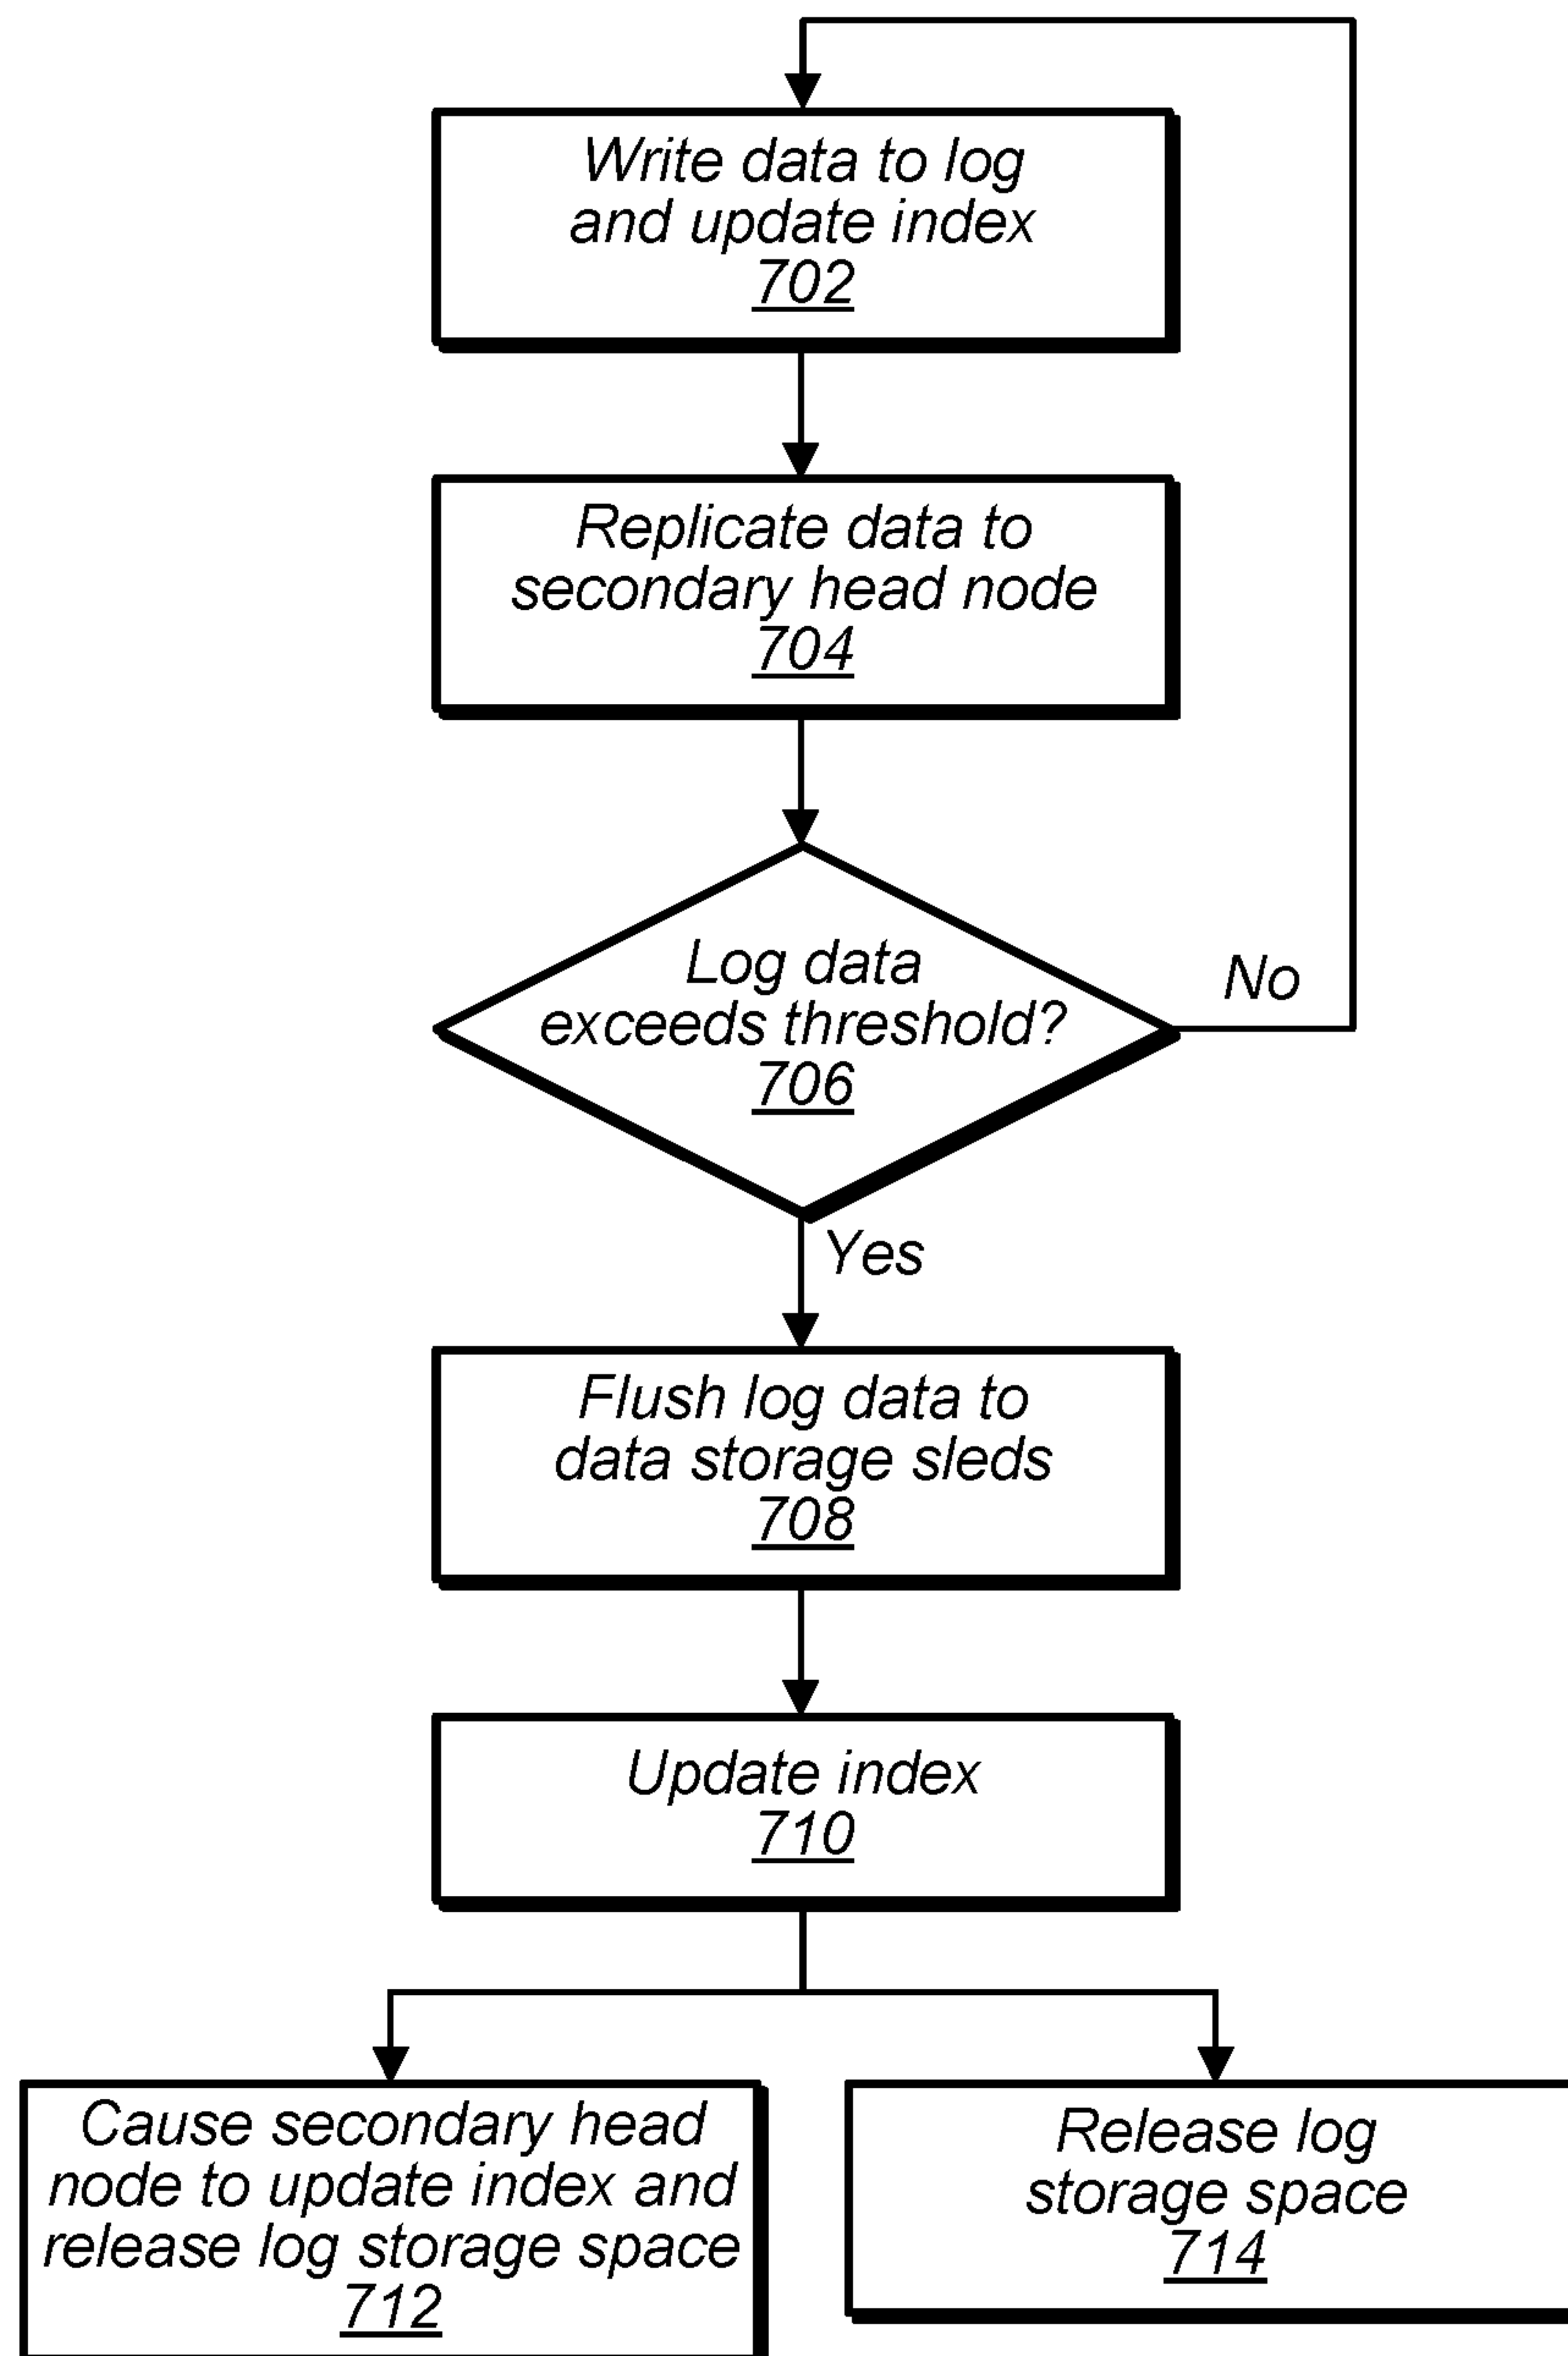 Write data to log
and update index
702
Replicate data to
secondary head node
704
Log data
exceeds threshold?
706
No
Yes
Flush log data to
data storage sleds
708
Update index
710
Cause secondary head
node to update index and
release log storage space
712
Release log
storage space
714